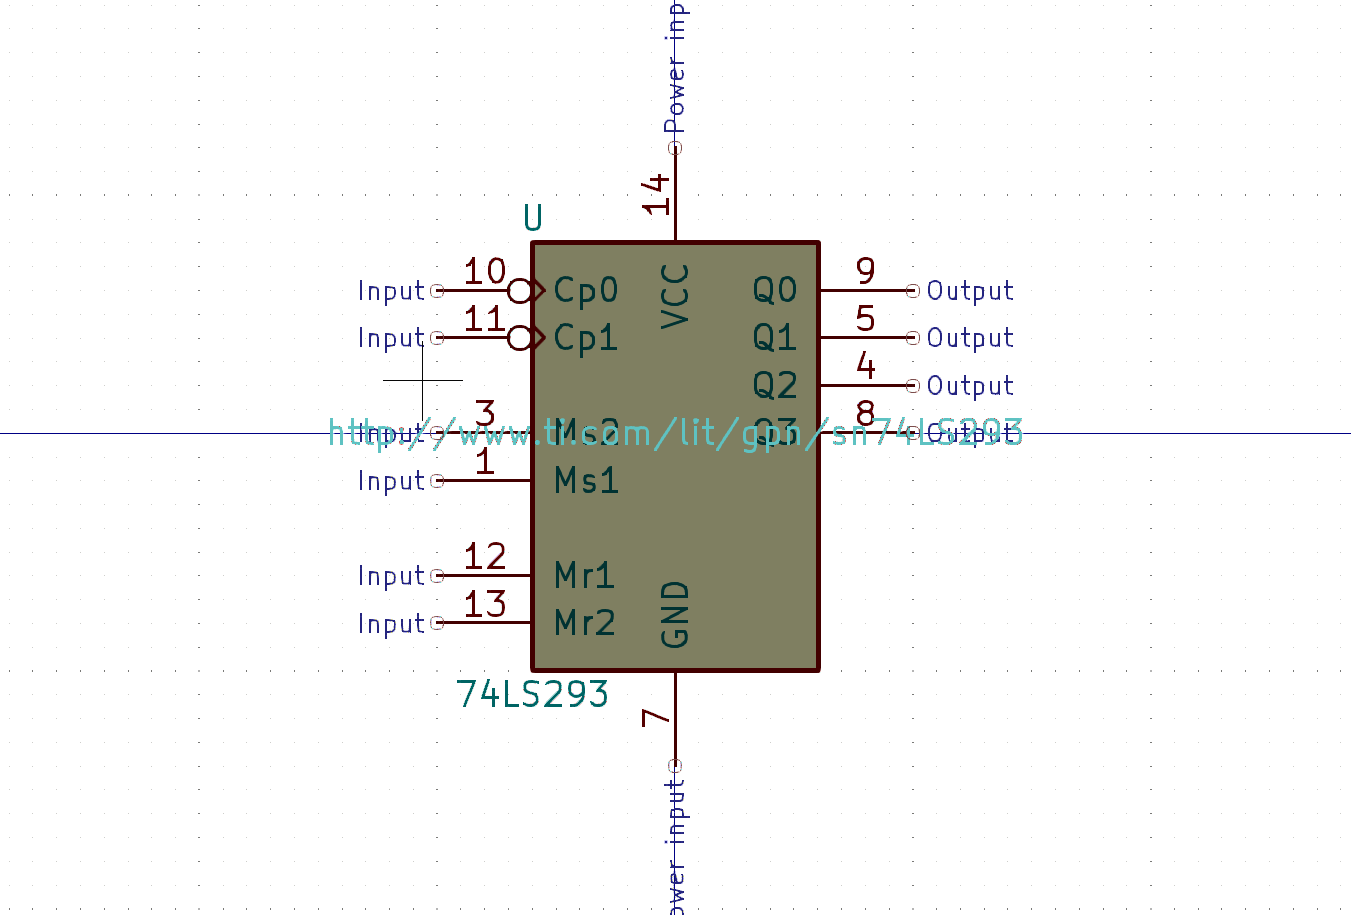 Power inp
14
U
10 9
Input Cp0 VCC Q0 Output
11 5
Input Cp1 Q1 Output
4
Q2 Output
3 8
Input Ms2 Q3 Output
http://www.ti.com/lit/gpn/sn74LS293
1
Input Ms1
12
Input Mr1
13
Input Mr2 GND
74LS293
7
ower input